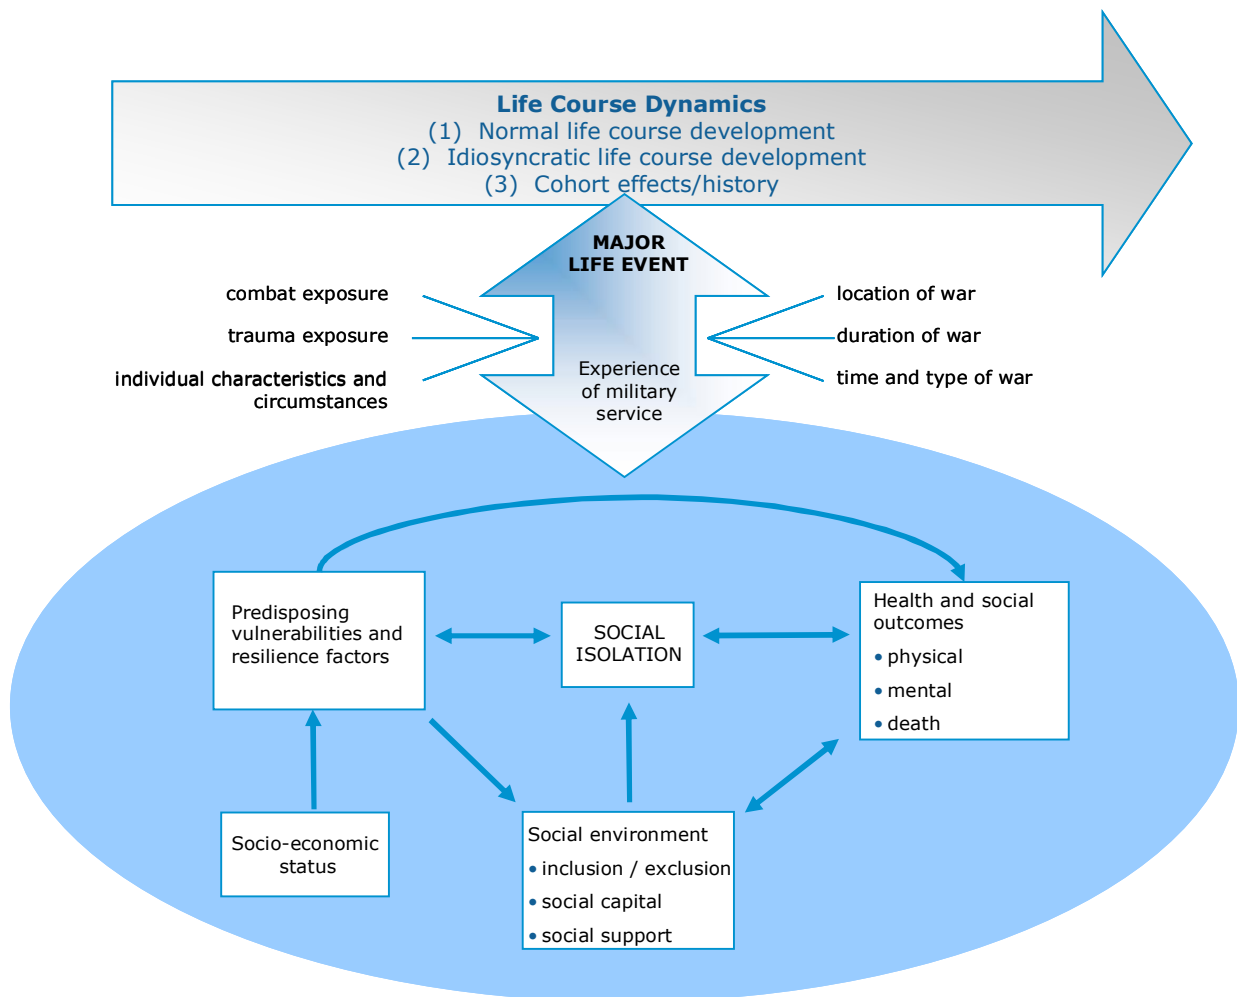 Life Course Dynamics
(1) Normal life course development
(2) Idiosyncratic life course development
(3) Cohort effects/history
MAJOR
LIFE EVENT
combat exposure
trauma exposure
individual characteristics and
circumstances
location of war
duration of war
time and type of war
Experience
of military
service
Predisposing
vulnerabilities and
resilience factors
SOCIAL
ISOLATION
Health and social
outcomes
• physical
• mental
• death
Socio-economic
status
Social environment
• inclusion / exclusion
• social capital
• social support